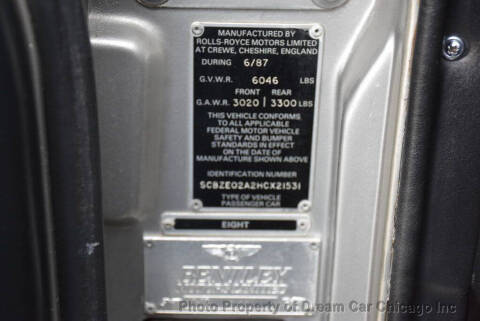 MANUFACTURED BY
ROLLS-ROYCE MOTORS LIMITED
AT CREWE, CHESHIRE, ENGLAND
DURING 6/87
G.V.W.R. 6046 LBS
FRONT REAR
G.A.W.R. 3020 | 3300 LBS
THIS VEHICLE CONFORMS
TO ALL APPLICABLE
FEDERAL MOTOR VEHICLE
SAFETY AND BUMPER
STANDARDS IN EFFECT
ON THE DATE OF
MANUFACTURE SHOWN ABOVE
IDENTIFICATION NUMBER
SCBZE02A2HCX21531
TYPE OF VEHICLE
PASSENGER CAR
EIGHT
BENTLEY
Photo Property of Dream Car Chicago Inc